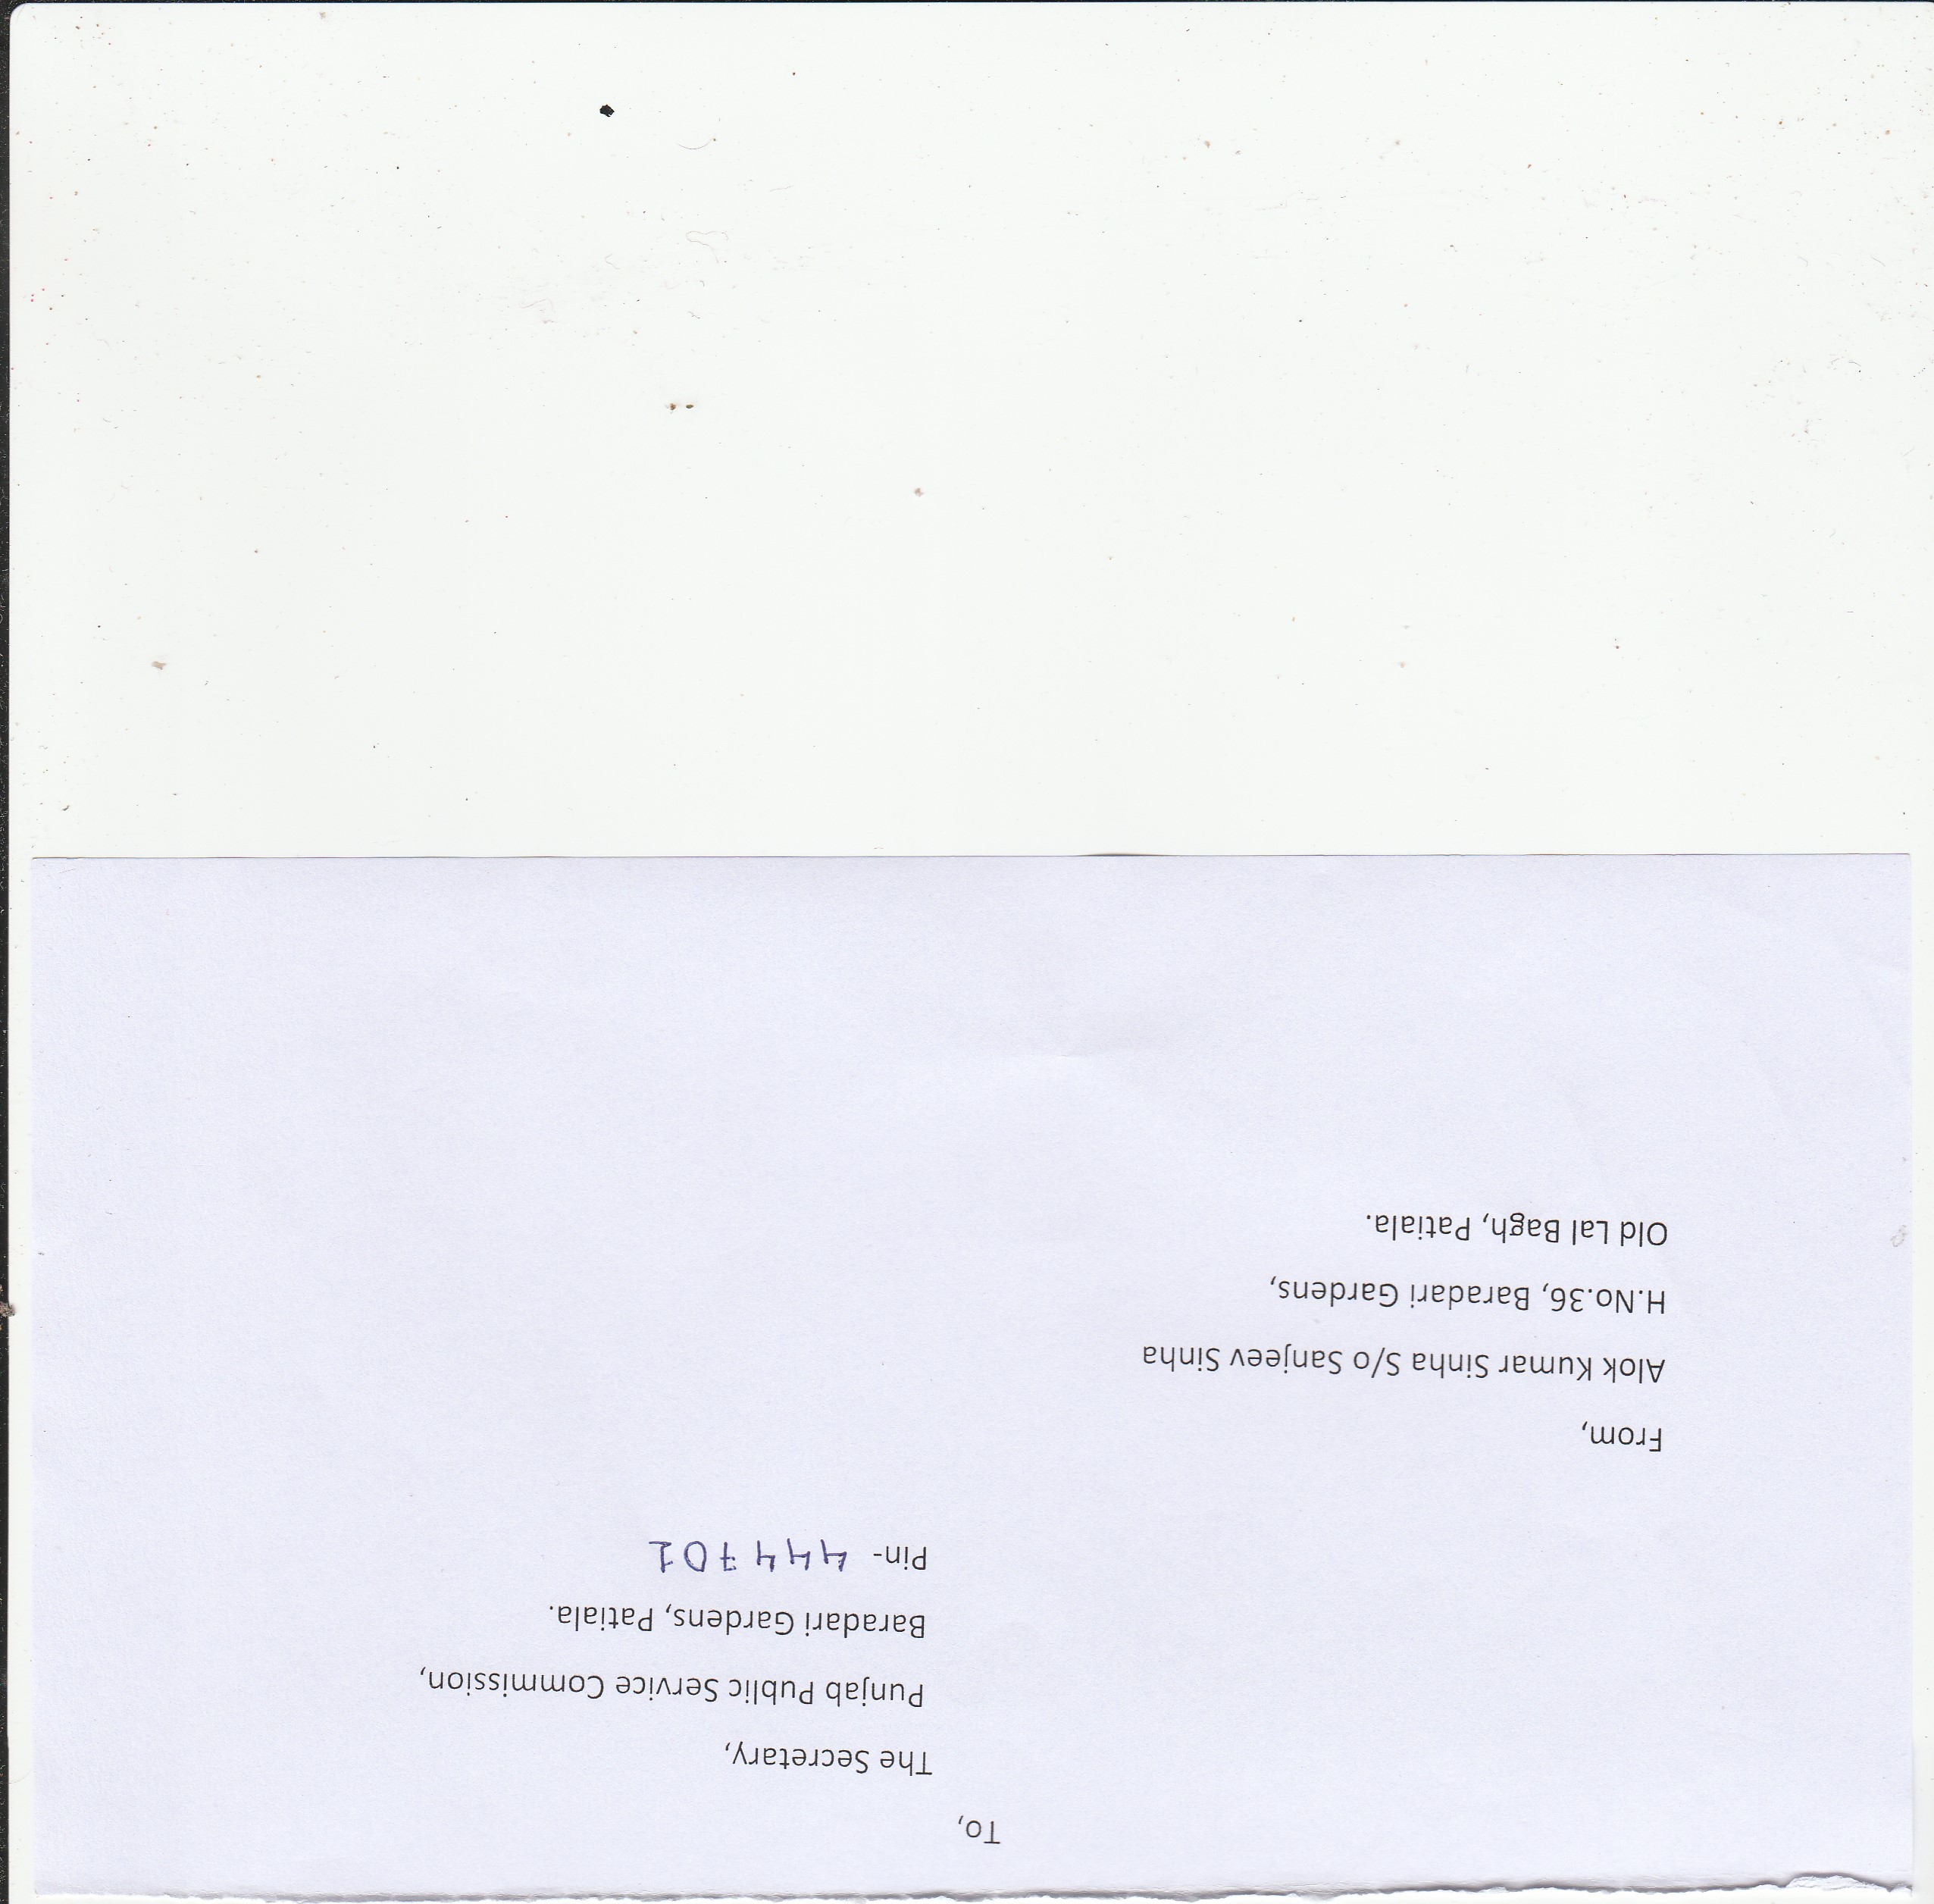 To,
The Secretary,
Punjab Public Service Commission,
Baradari Gardens, Patiala.
Pin- 444701
From,
Alok Kumar Sinha S/o Sanjeev Sinha
H.No.36, Baradari Gardens,
Old Lal Bagh, Patiala.